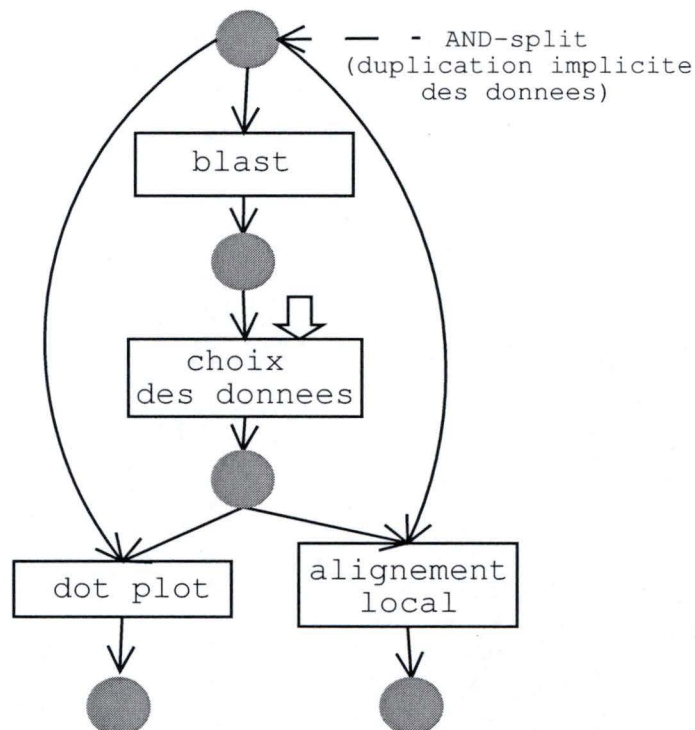 AND-split
(duplication implicite
des donnees)
blast
choix
des donnees
dot plot
alignement
local